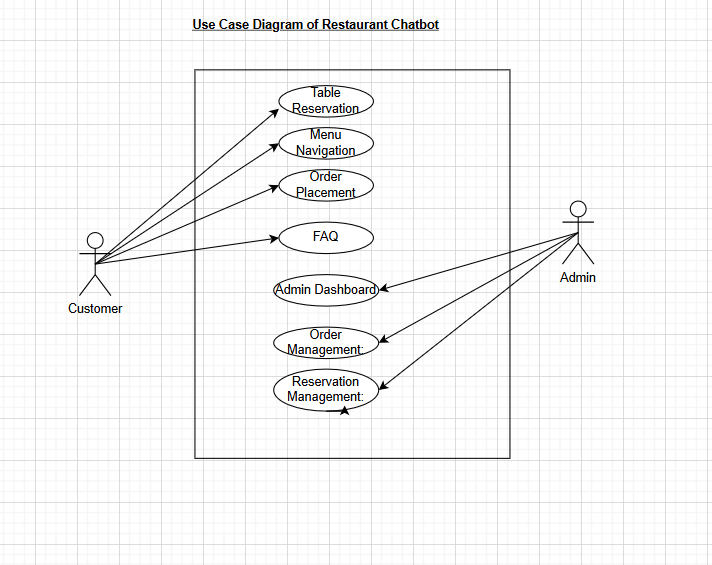 Use Case Diagram of Restaurant Chatbot
Table
Reservation
Menu
Navigation
Order
Placement
FAQ
Customer
Admin
Admin Dashboard
Order
Management:
Reservation
Management: